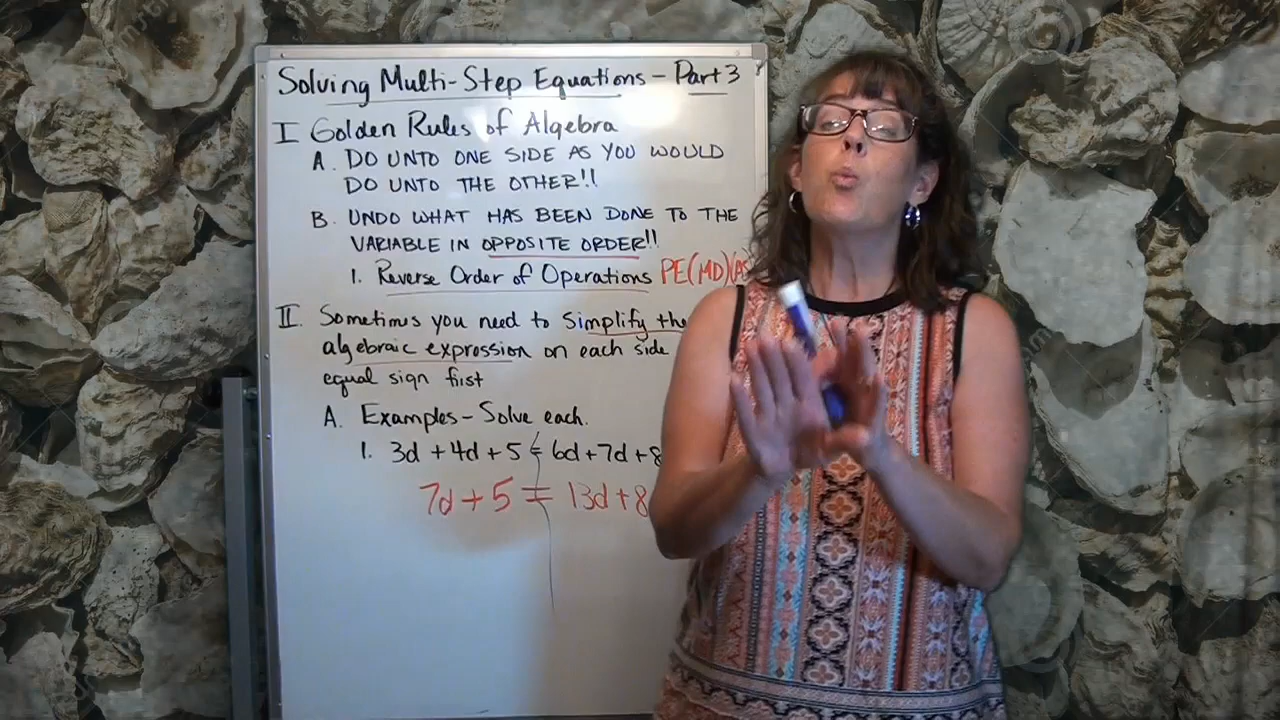 Solving Multi-Step Equations - Part 3
I Golden Rules of Algebra
A. DO UNTO ONE SIDE AS YOU WOULD
DO UNTO THE OTHER!!
B. UNDO WHAT HAS BEEN DONE TO THE
VARIABLE IN OPPOSITE ORDER!!
1. Reverse Order of Operations PE(MD)(AS
II. Sometimes you need to simplify the
algebraic expression on each side
equal sign first
A. Examples - Solve each.
1. 3d + 4d + 5 = 6d + 7d + 8
7d + 5 = 13d + 8